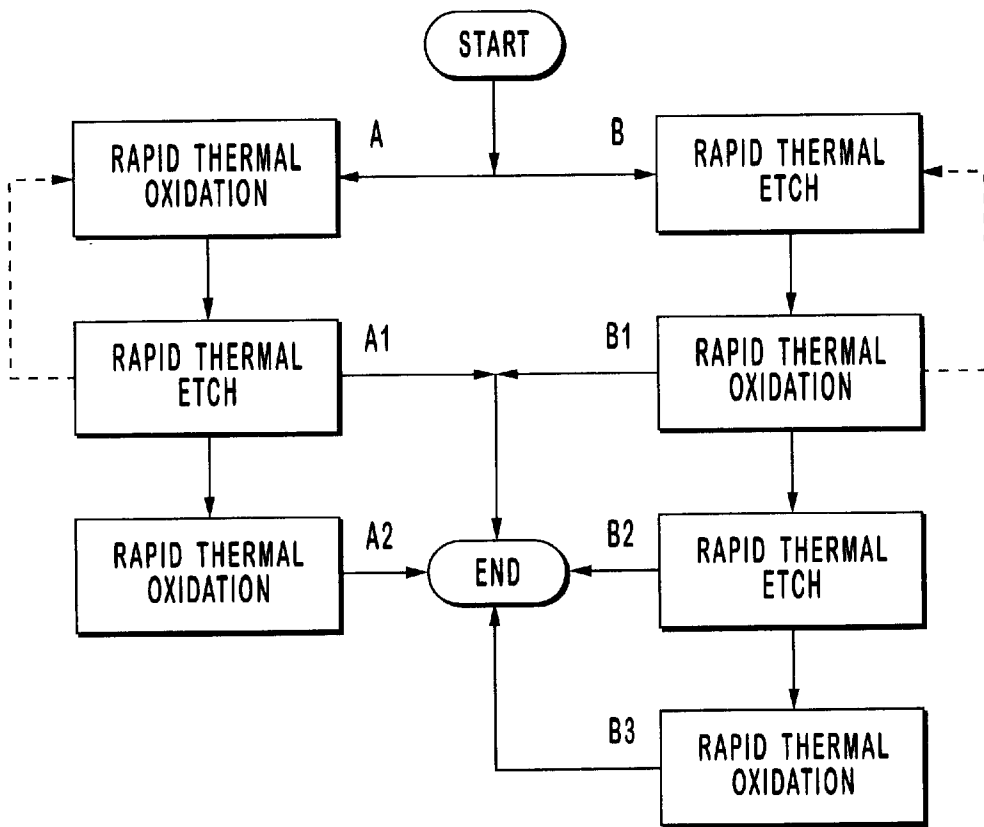 START
A
B
RAPID THERMAL
OXIDATION
RAPID THERMAL
ETCH
A1
B1
RAPID THERMAL
ETCH
RAPID THERMAL
OXIDATION
A2
B2
RAPID THERMAL
OXIDATION
END
RAPID THERMAL
ETCH
B3
RAPID THERMAL
OXIDATION